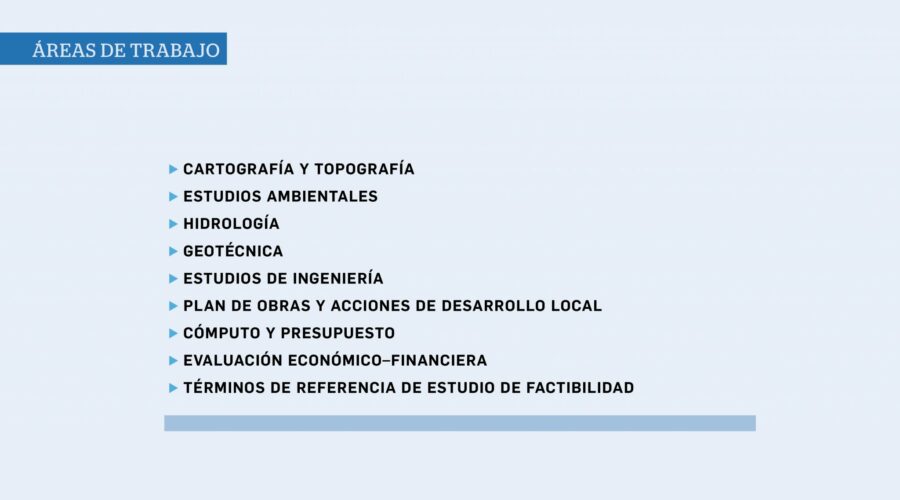 ÁREAS DE TRABAJO
CARTOGRAFÍA Y TOPOGRAFÍA
ESTUDIOS AMBIENTALES
HIDROLOGÍA
GEOTÉCNICA
ESTUDIOS DE INGENIERÍA
PLAN DE OBRAS Y ACCIONES DE DESARROLLO LOCAL
CÓMPUTO Y PRESUPUESTO
EVALUACIÓN ECONÓMICO–FINANCIERA
TÉRMINOS DE REFERENCIA DE ESTUDIO DE FACTIBILIDAD